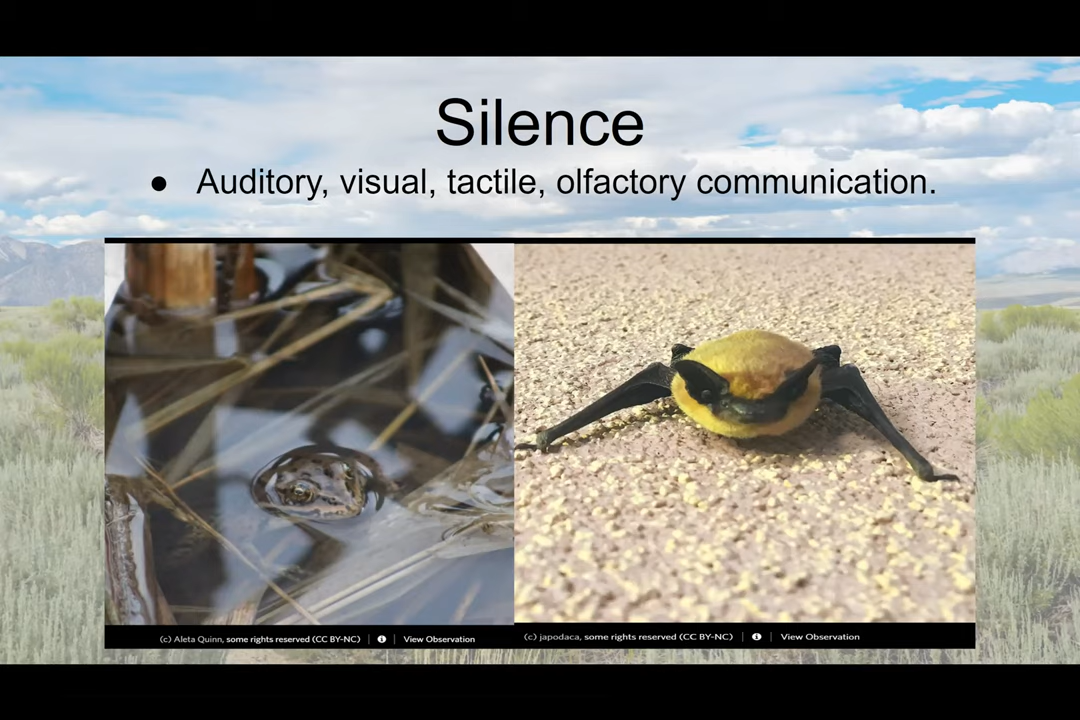 Silence
● Auditory, visual, tactile, olfactory communication.
(c) Aleta Quinn, some rights reserved (CC BY-NC) | View Observation
(c) japodaca, some rights reserved (CC BY-NC) | View Observation